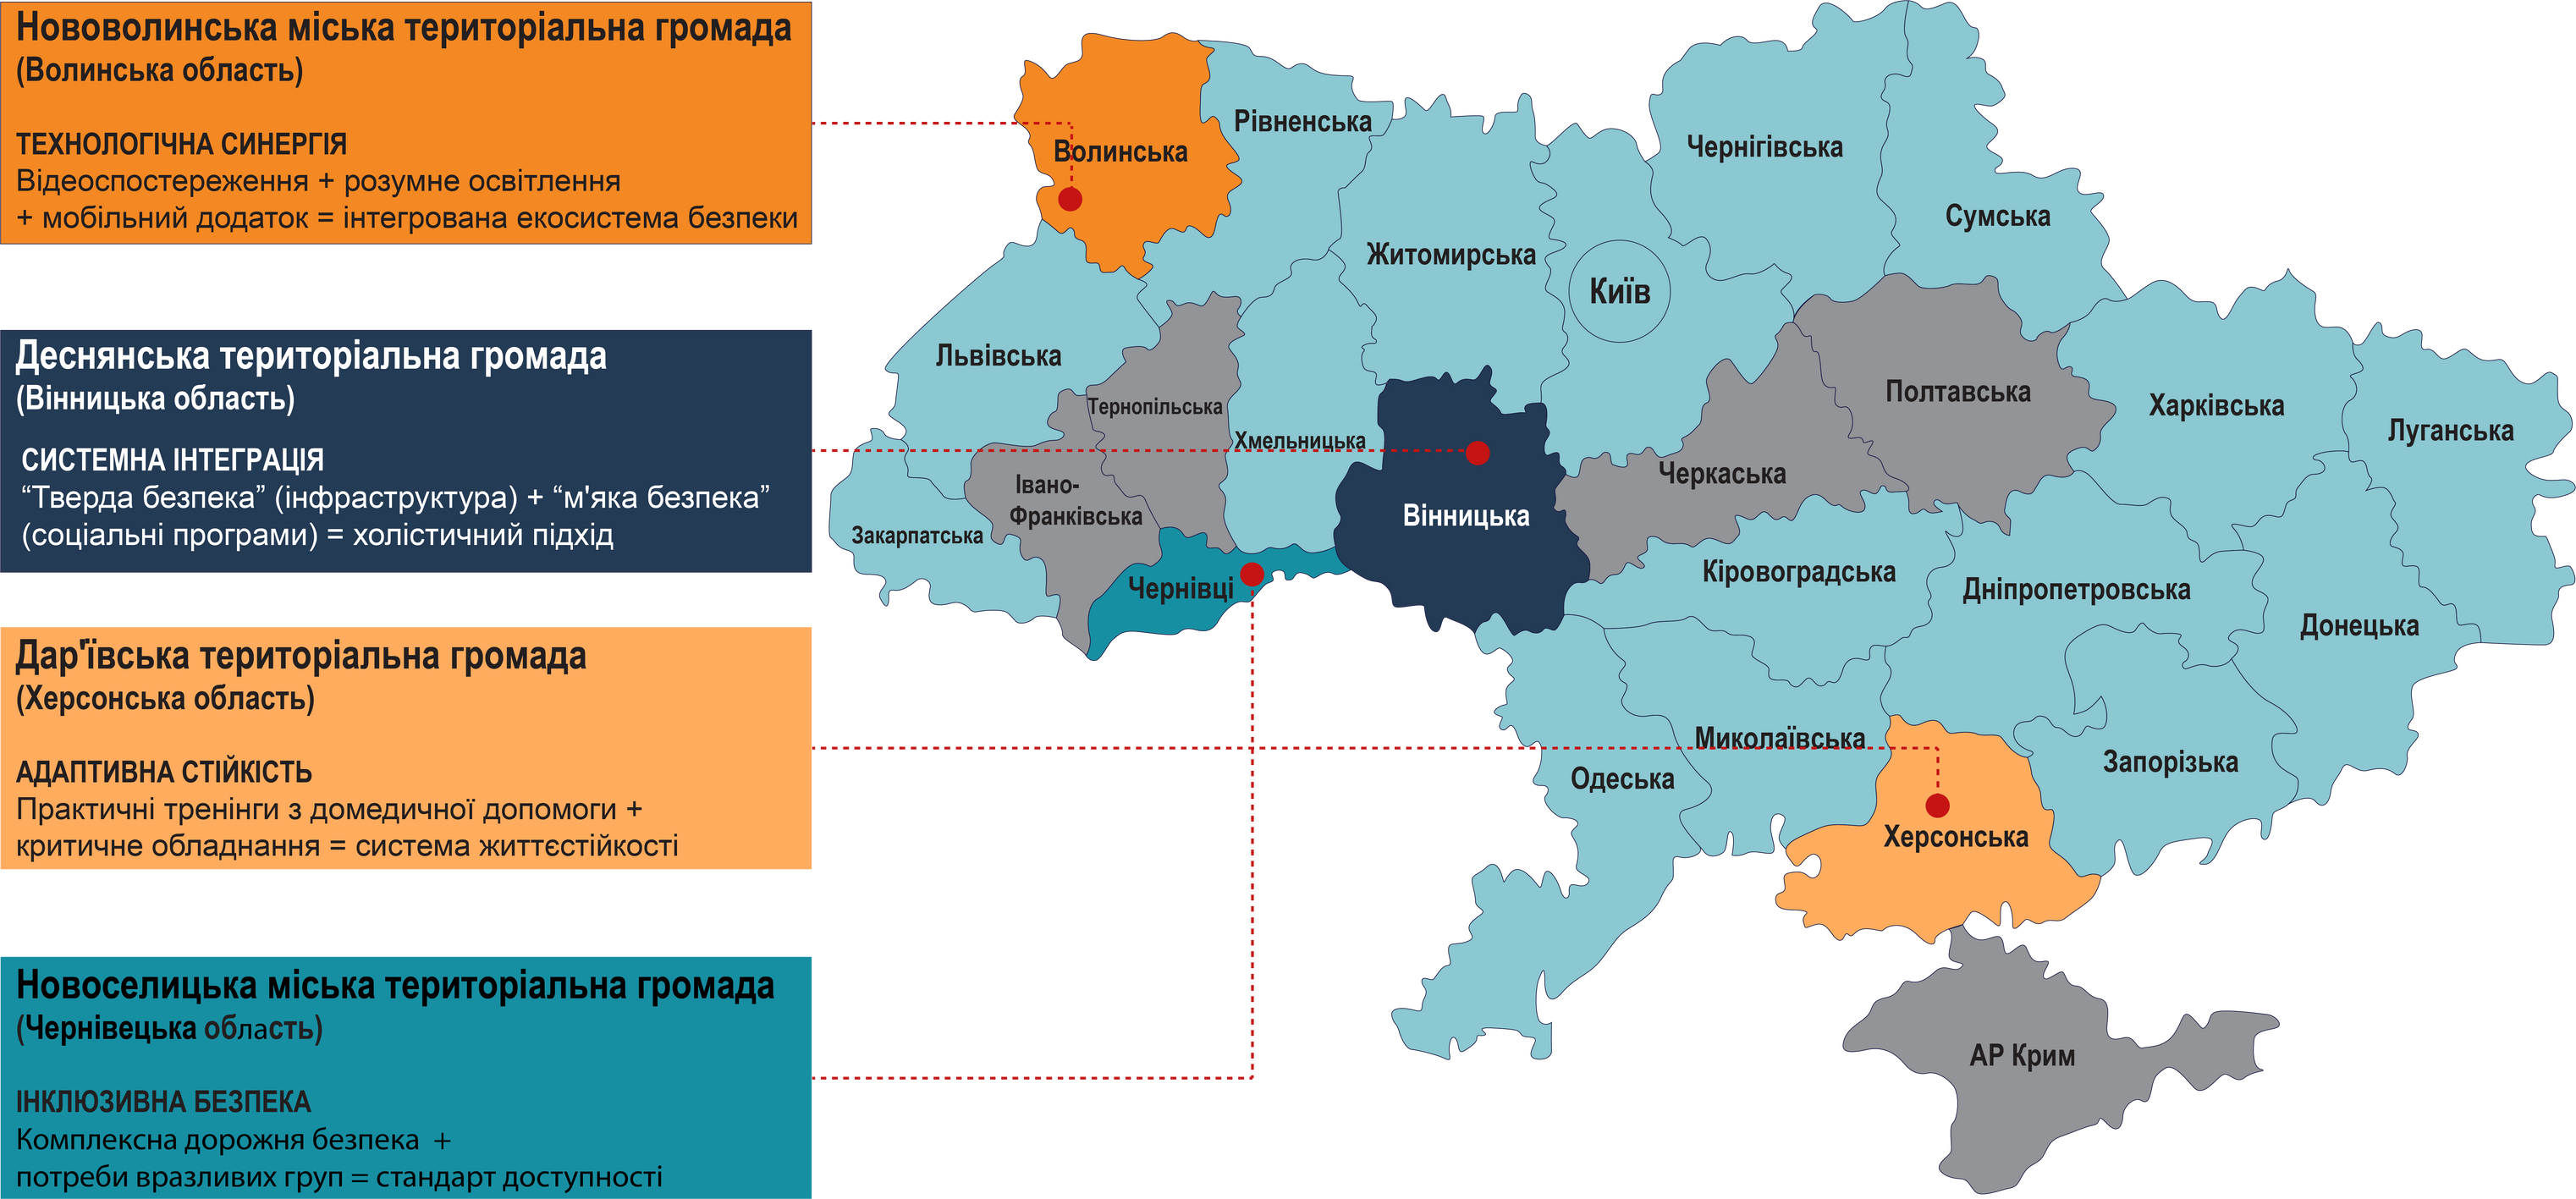 Нововолинська міська територіальна громада
(Волинська область)
ТЕХНОЛОГІЧНА СИНЕРГІЯ
Відеоспостереження + розумне освітлення
+ мобільний додаток = інтегрована екосистема безпеки
Деснянська територіальна громада
(Вінницька область)
СИСТЕМНА ІНТЕГРАЦІЯ
“Тверда безпека” (інфраструктура) + “м'яка безпека”
(соціальні програми) = холістичний підхід
Дар'ївська територіальна громада
(Херсонська область)
АДАПТИВНА СТІЙКІСТЬ
Практичні тренінги з домедичної допомоги +
критичне обладнання = система життєстійкості
Новоселицька міська територіальна громада
(Чернівецька область)
ІНКЛЮЗИВНА БЕЗПЕКА
Комплексна дорожня безпека +
потреби вразливих груп = стандарт доступності
Волинська
Рівненська
Житомирська
Київ
Чернігівська
Сумська
Львівська
Тернопільська
Хмельницька
Вінницька
Черкаська
Полтавська
Харківська
Луганська
Закарпатська
Івано-
Франківська
Чернівці
Кіровоградська
Дніпропетровська
Донецька
Одеська
Миколаївська
Запорізька
Херсонська
АР Крим